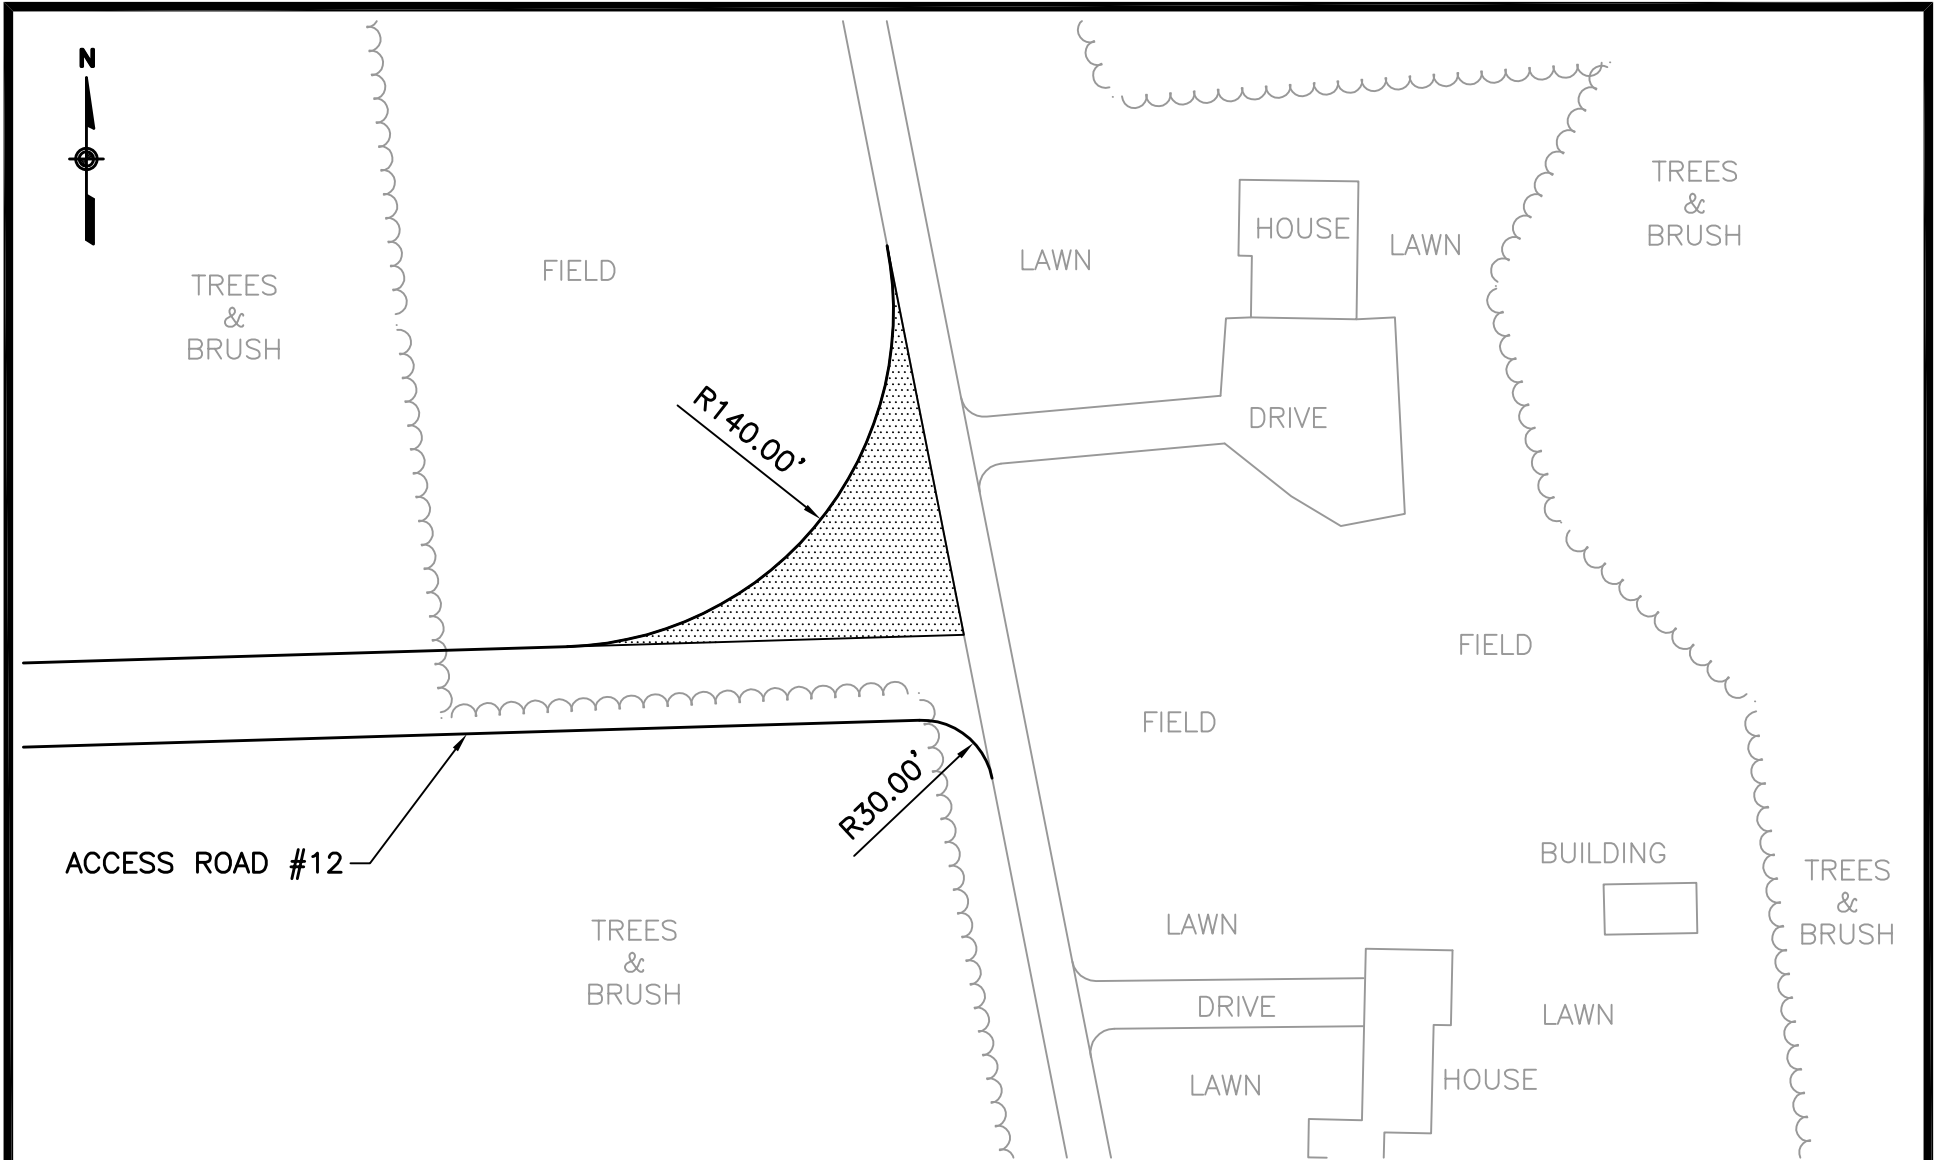 N
TREES
&
BRUSH
FIELD
LAWN
HOUSE
LAWN
TREES
&
BRUSH
R140.00'
DRIVE
FIELD
FIELD
R30.00'
ACCESS ROAD #12
TREES
&
BRUSH
LAWN
BUILDING
TREES
&
BRUSH
DRIVE
LAWN
LAWN
HOUSE